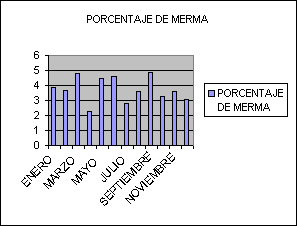 PORCENTAJE DE MERMA
6
5
4
3
2
1
0
ENERO
MARZO
MAYO
JULIO
SEPTIEMBRE
NOVIEMBRE
PORCENTAJE
DE MERMA